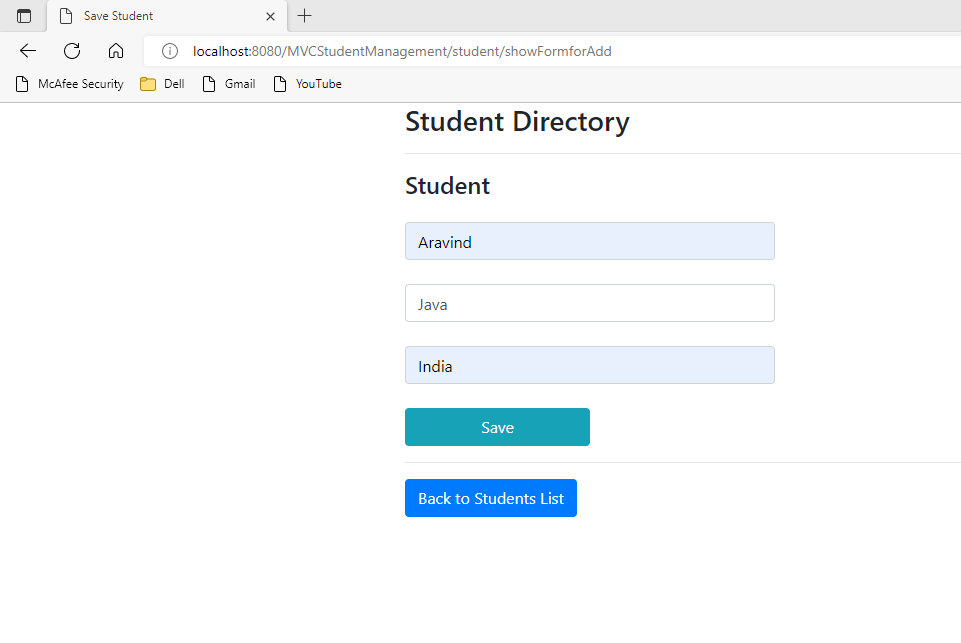 Save Student
localhost:8080/MVCStudentManagement/student/showFormforAdd
McAfee Security Dell Gmail YouTube
Student Directory
Student
Aravind
Java
India
Save
Back to Students List